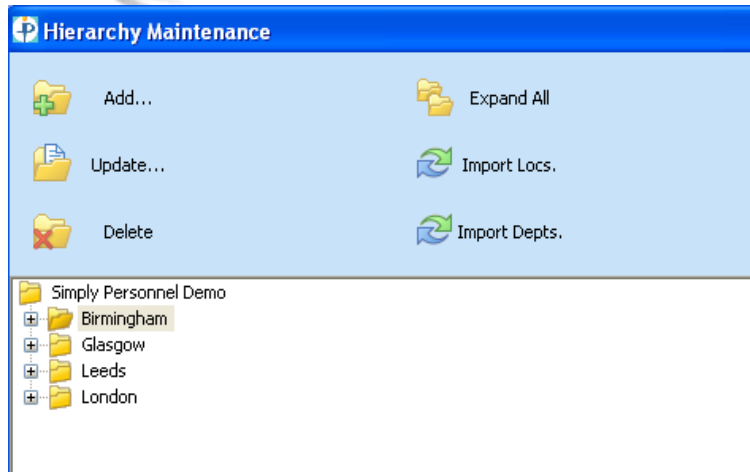 Hierarchy Maintenance
Add... Expand All
Update... Import Locs.
Delete Import Depts.
Simply Personnel Demo
Birmingham
Glasgow
Leeds
London